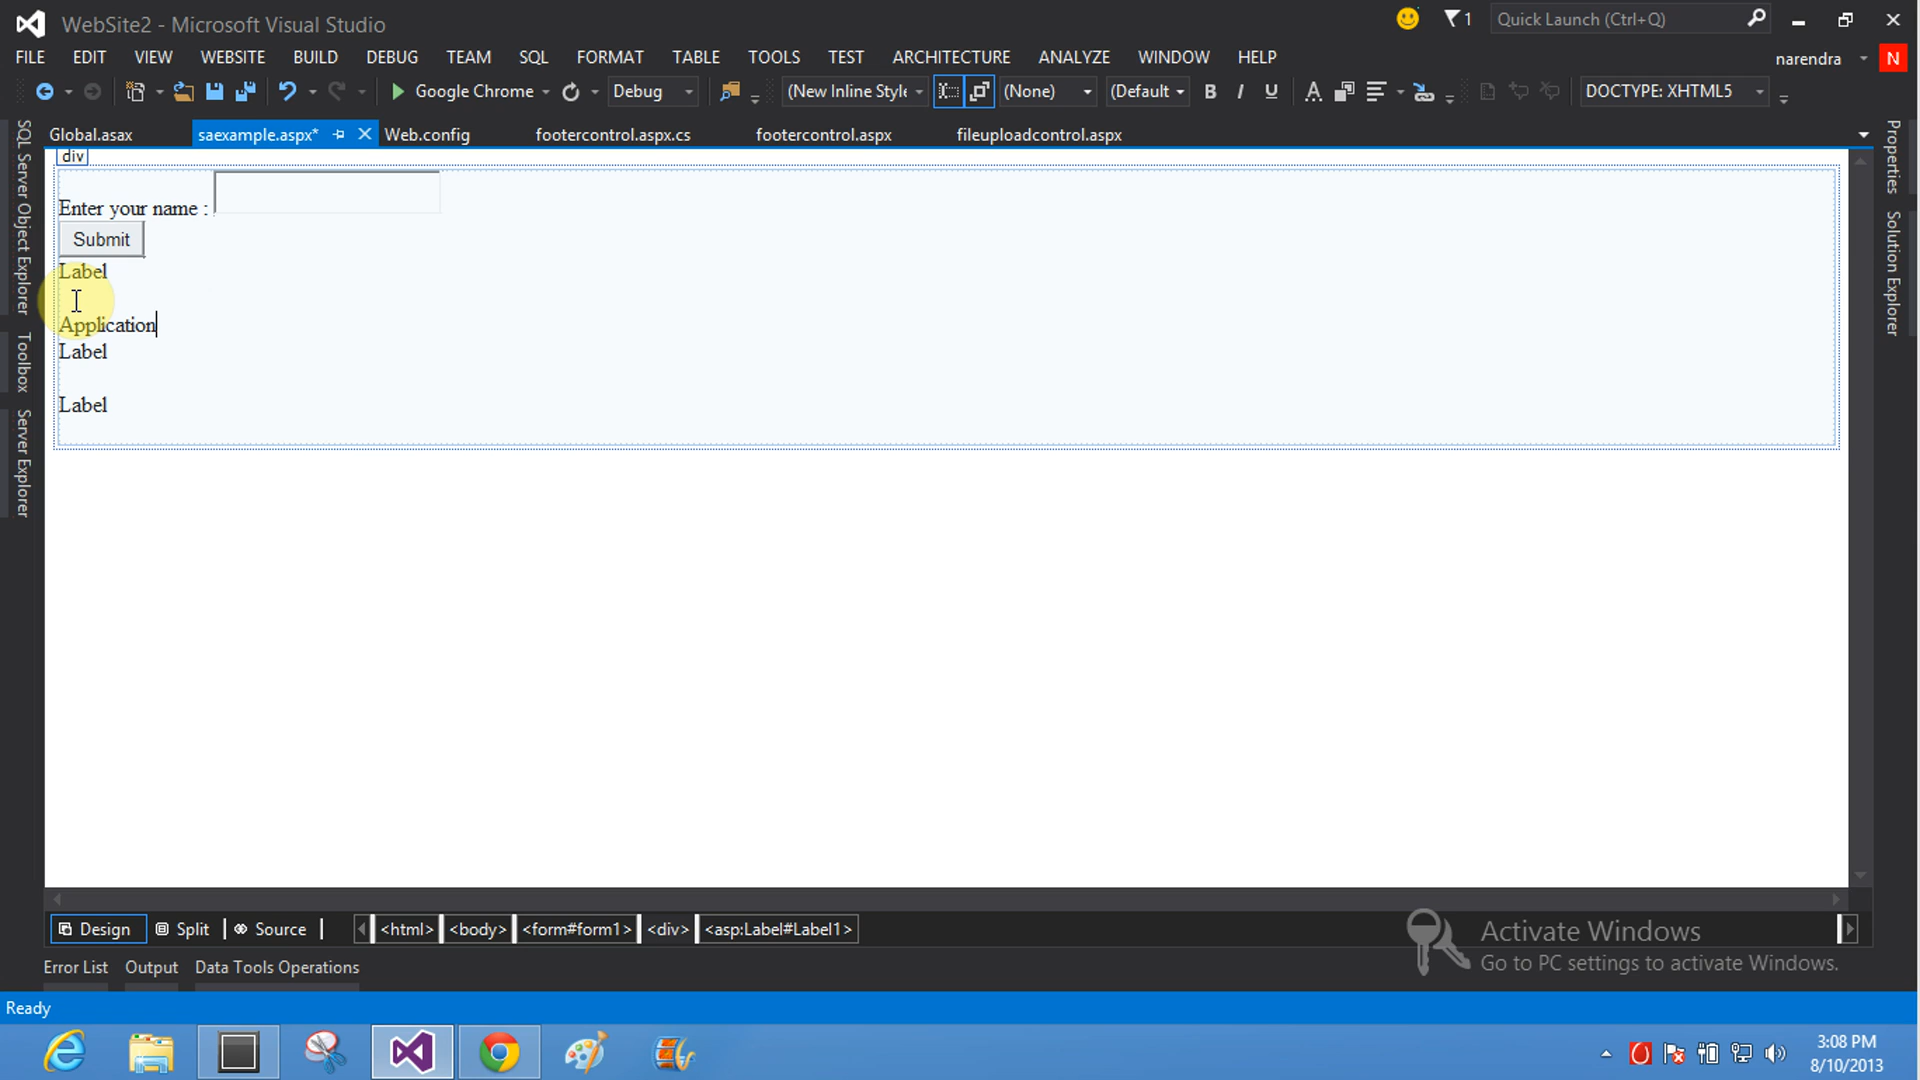 WebSite2 - Microsoft Visual Studio
1
Quick Launch (Ctrl+Q)
FILE EDIT VIEW WEBSITE BUILD DEBUG TEAM SQL FORMAT TABLE TOOLS TEST ARCHITECTURE ANALYZE WINDOW HELP
narendra N
Google Chrome Debug (New Inline Style (None) (Default B I U A DOCTYPE: XHTML5
Global.asax saexample.aspx* Web.config footercontrol.aspx.cs footercontrol.aspx fileuploadcontrol.aspx
SQL Server Object Explorer
Toolbox
Server Explorer
Properties
Solution Explorer
div
Enter your name :
Submit
Label
Application
Label
Label
Design Split Source <html> <body> <form#form1> <div> <asp:Label#Label1>
Activate Windows
Go to PC settings to activate Windows.
Error List Output Data Tools Operations
Ready
3:08 PM
8/10/2013